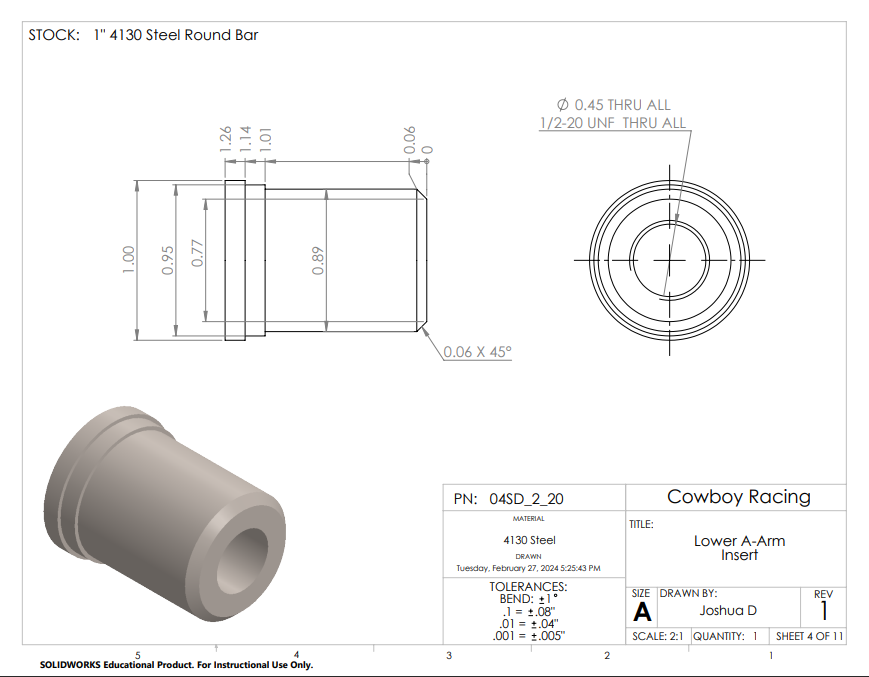 STOCK: 1" 4130 Steel Round Bar
Ø 0.45 THRU ALL
1/2-20 UNF THRU ALL
1.26
1.14
1.01
0.06
0
1.00
0.95
0.77
0.89
0.06 X 45°
PN: 04SD_2_20
Cowboy Racing
MATERIAL
4130 Steel
DRAWN
Tuesday, February 27, 2024 5:25:43 PM
TITLE:
Lower A-Arm
Insert
TOLERANCES:
BEND: ±1°
.1 = ±.08"
.01 = ±.04"
.001 = ±.005"
SIZE
A
DRAWN BY:
Joshua D
REV
1
SCALE: 2:1
QUANTITY: 1
SHEET 4 OF 11
5
4
3
2
1
SOLIDWORKS Educational Product. For Instructional Use Only.